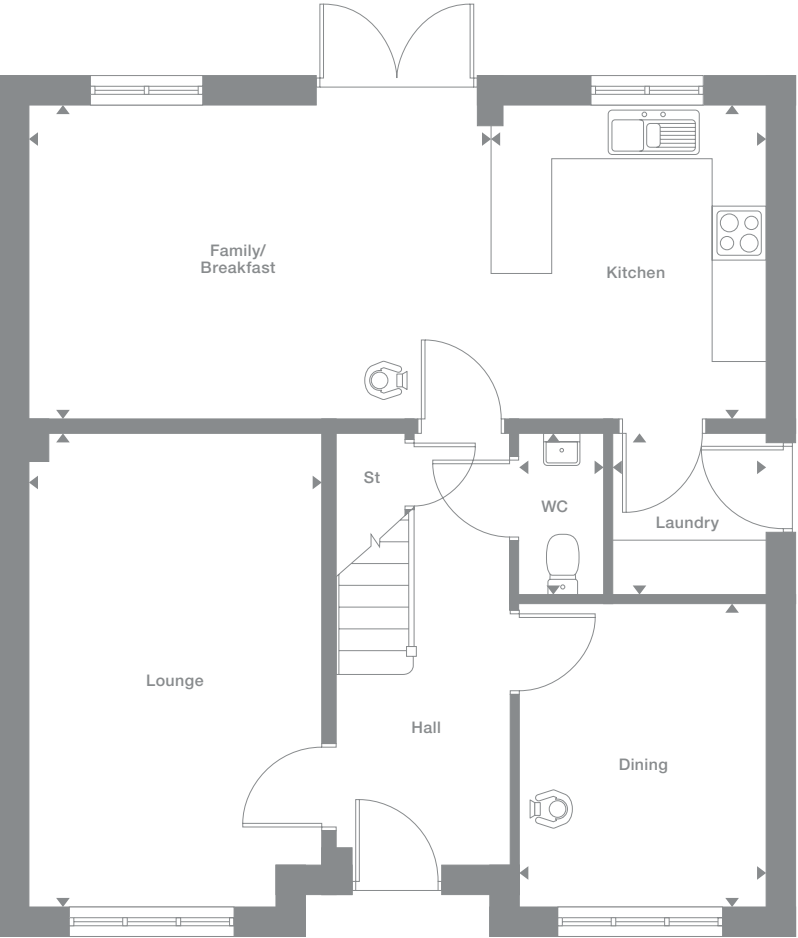 Family/
Breakfast
Kitchen
St
WC
Laundry
Lounge
Hall
Dining